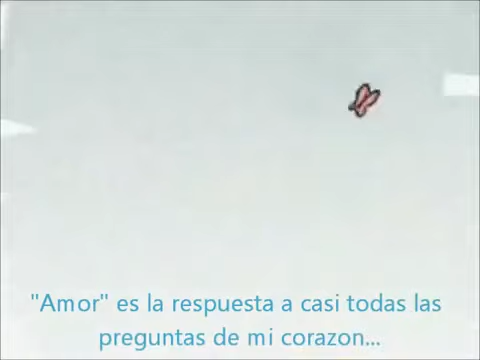 "Amor" es la respuesta a casi todas las
preguntas de mi corazon...